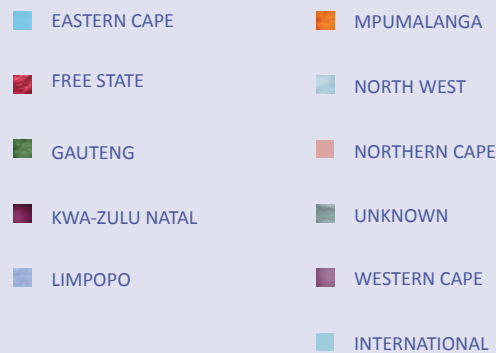 EASTERN CAPE
FREE STATE
GAUTENG
KWA-ZULU NATAL
LIMPOPO
MPUMALANGA
NORTH WEST
NORTHERN CAPE
UNKNOWN
WESTERN CAPE
INTERNATIONAL